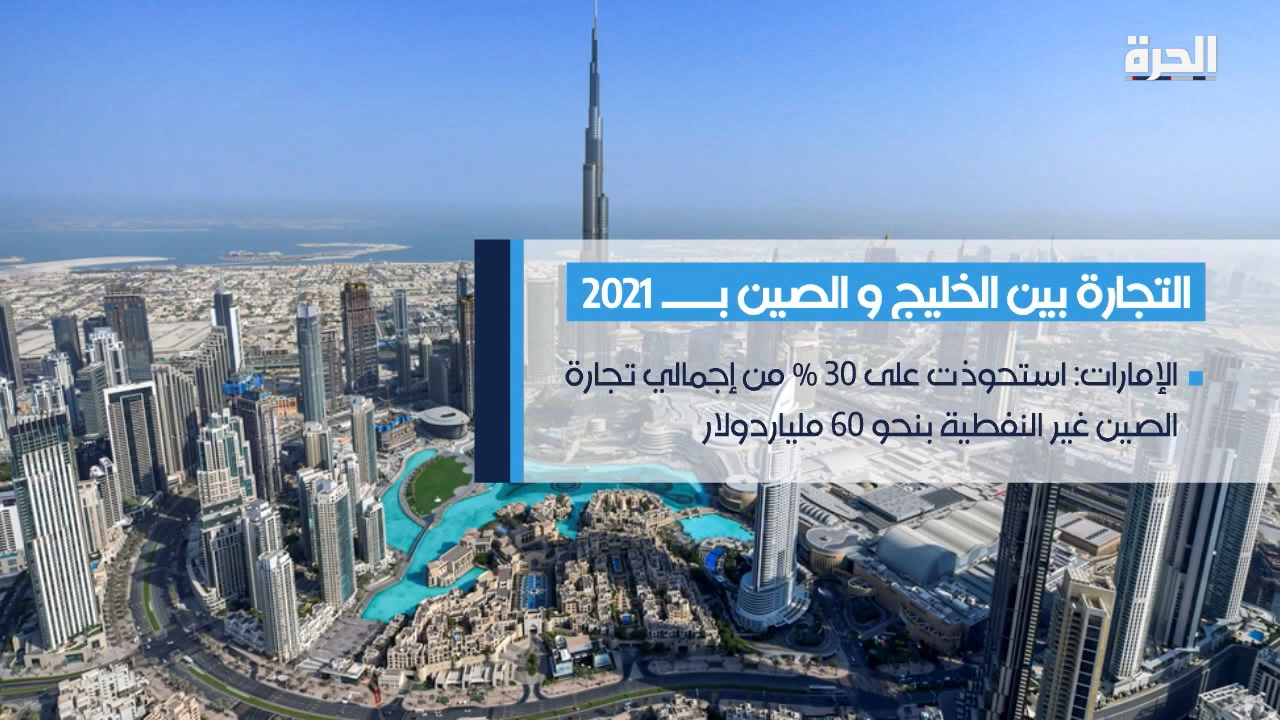 الحرة
التجارة بين الخليج و الصين بـــ 2021
الإمارات: استحوذت على 30 % من إجمالي تجارة
الصين غير النفطية بنحو 60 ملياردولار